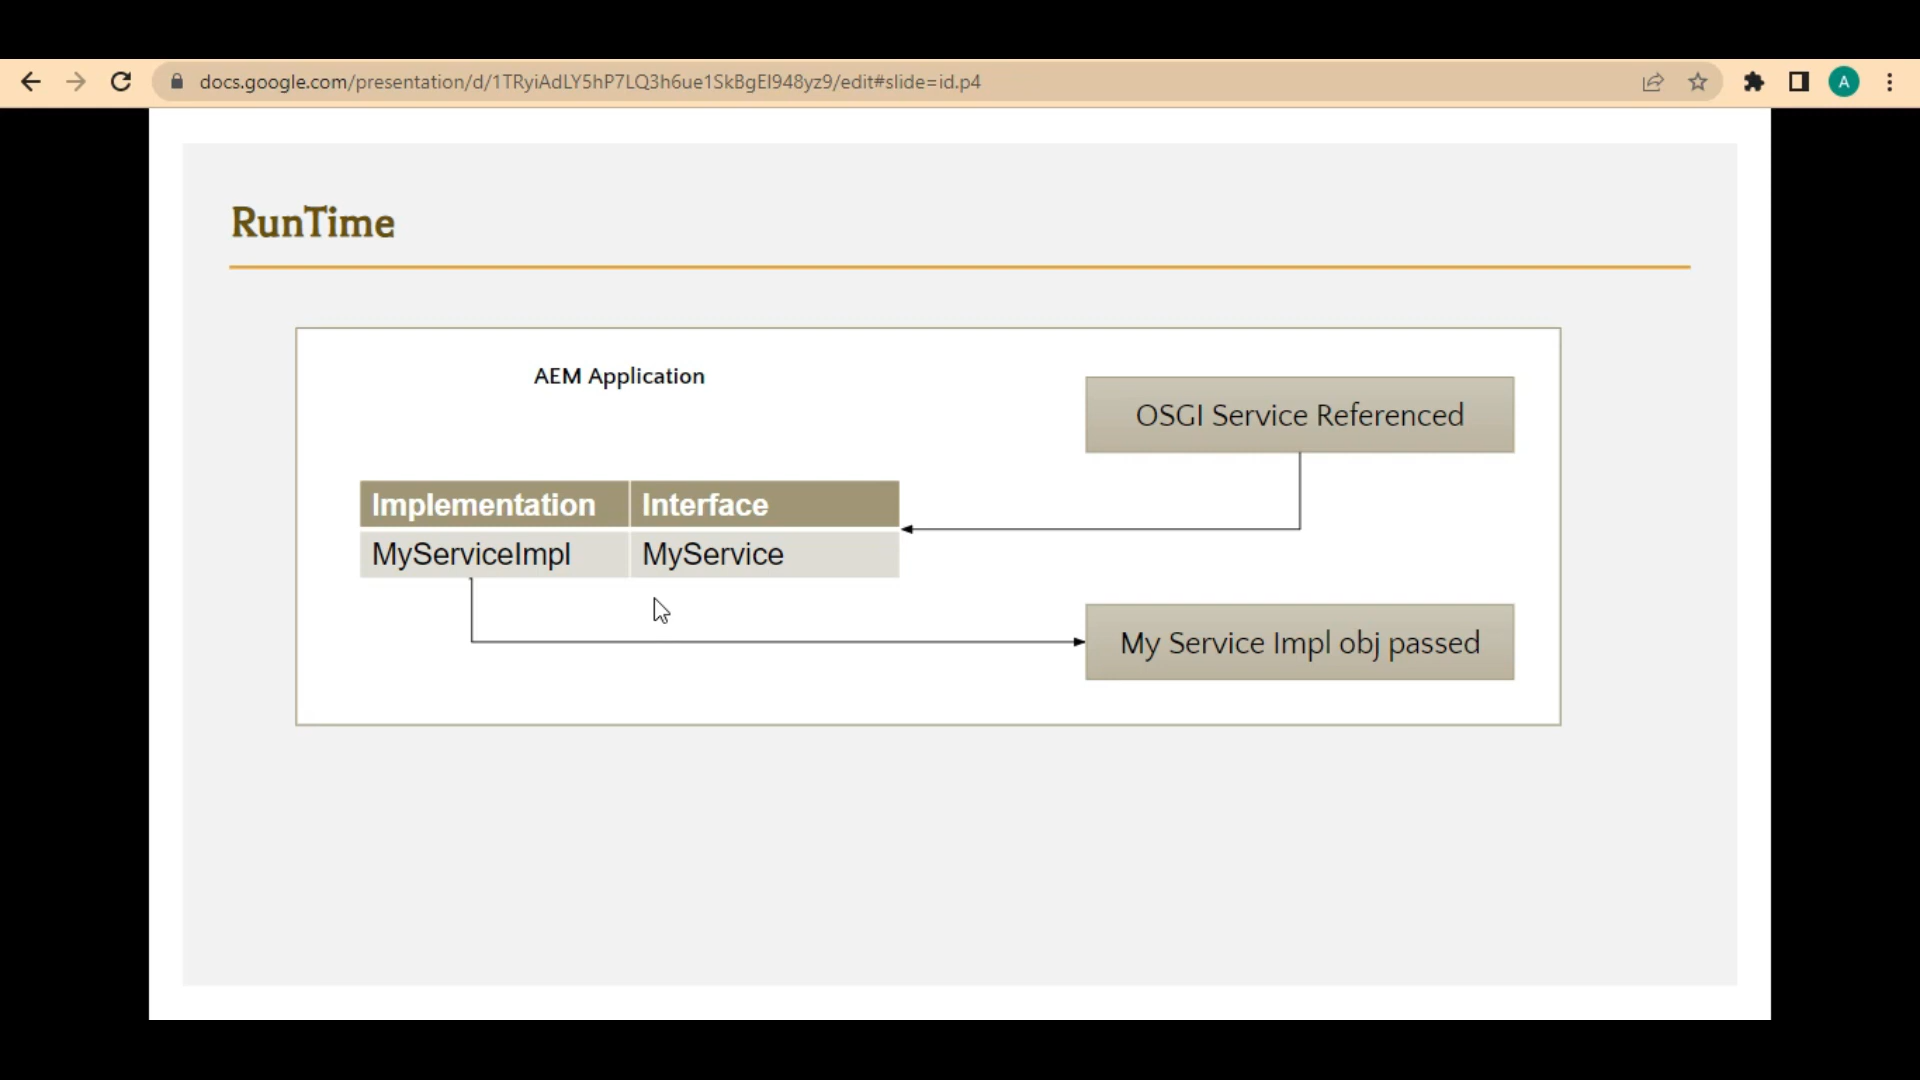 docs.google.com/presentation/d/1TRyiAdLY5hP7LQ3h6ue1SkBgEl948yz9/edit#slide=id.p4
A
RunTime
AEM Application
OSGI Service Referenced
Implementation Interface
MyServiceImpl MyService
My Service Impl obj passed